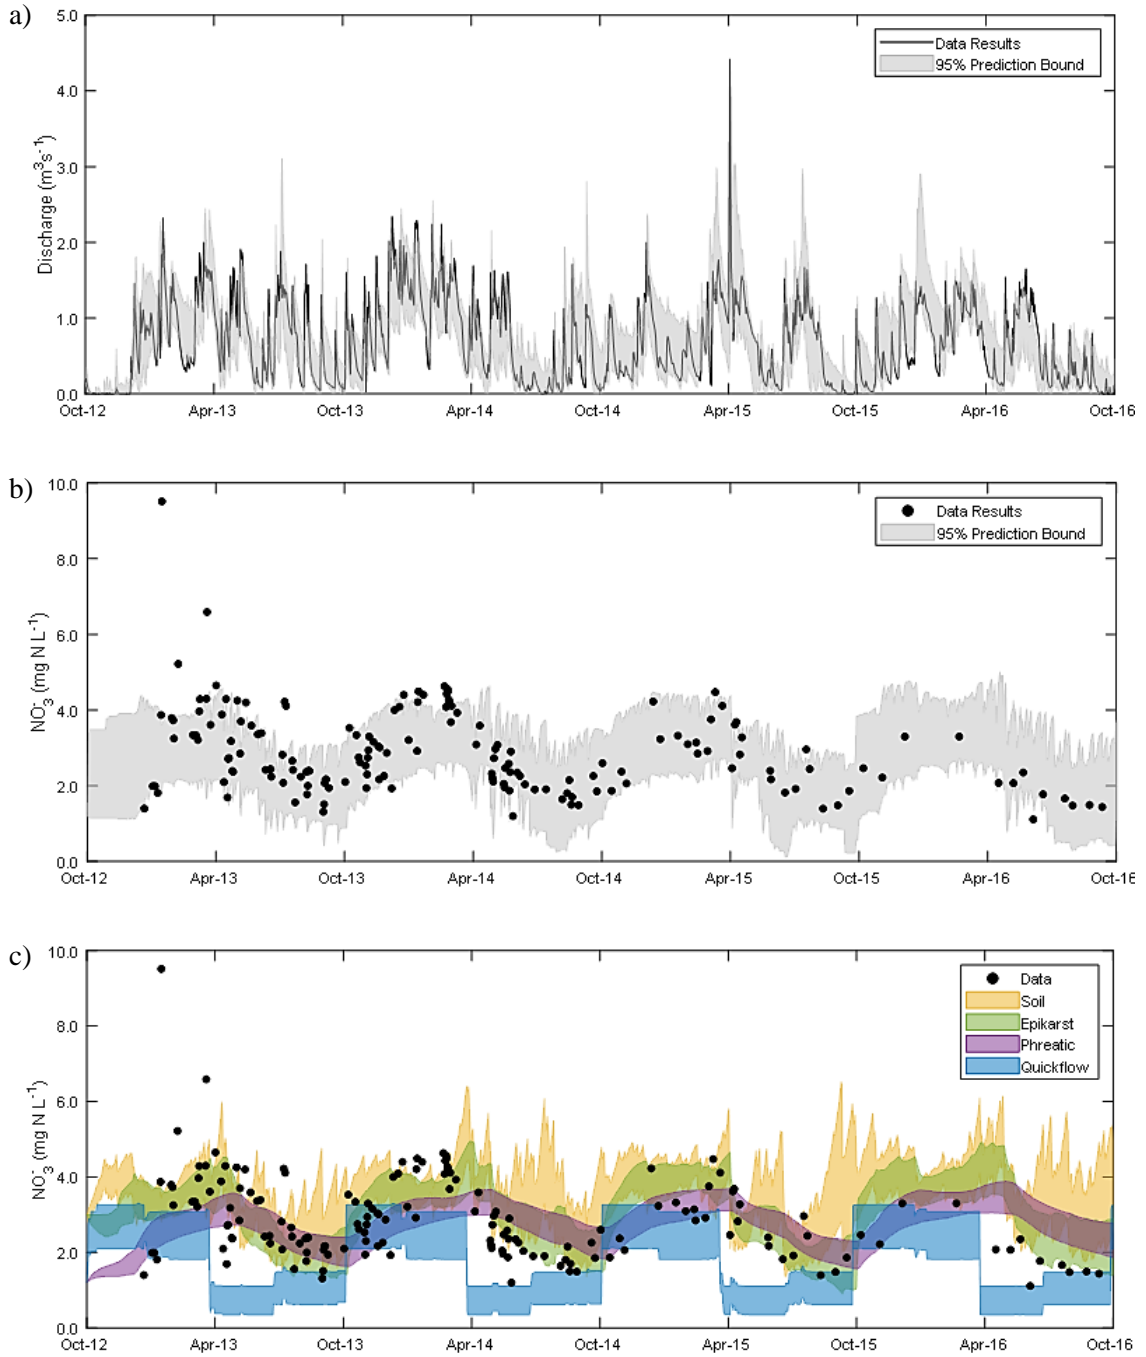 a)
5.0
4.0
3.0
2.0
1.0
0.0
Discharge (m³s⁻¹)
Data Results
95% Prediction Bound
Oct-12 Apr-13 Oct-13 Apr-14 Oct-14 Apr-15 Oct-15 Apr-16 Oct-16
b)
10.0
8.0
6.0
4.0
2.0
0.0
NO₃⁻ (mg N L⁻¹)
Data Results
95% Prediction Bound
Oct-12 Apr-13 Oct-13 Apr-14 Oct-14 Apr-15 Oct-15 Apr-16 Oct-16
c)
10.0
8.0
6.0
4.0
2.0
0.0
NO₃⁻ (mg N L⁻¹)
Data
Soil
Epikarst
Phreatic
Quickflow
Oct-12 Apr-13 Oct-13 Apr-14 Oct-14 Apr-15 Oct-15 Apr-16 Oct-16